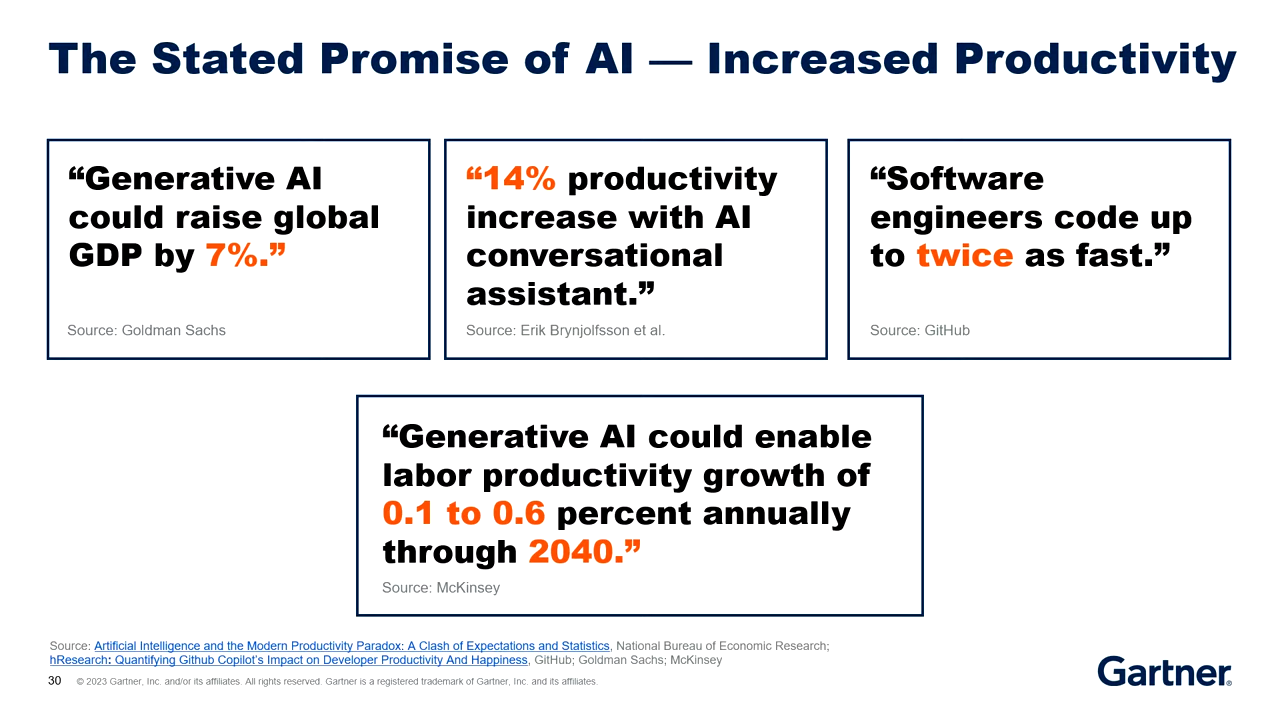 The Stated Promise of AI — Increased Productivity
“Generative AI
could raise global
GDP by 7%.”
Source: Goldman Sachs
“14% productivity
increase with AI
conversational
assistant.”
Source: Erik Brynjolfsson et al.
“Software
engineers code up
to twice as fast.”
Source: GitHub
“Generative AI could enable
labor productivity growth of
0.1 to 0.6 percent annually
through 2040.”
Source: McKinsey
Source: Artificial Intelligence and the Modern Productivity Paradox: A Clash of Expectations and Statistics, National Bureau of Economic Research;
hResearch: Quantifying Github Copilot’s Impact on Developer Productivity And Happiness, GitHub; Goldman Sachs; McKinsey
30 © 2023 Gartner, Inc. and/or its affiliates. All rights reserved. Gartner is a registered trademark of Gartner, Inc. and its affiliates.
Gartner®